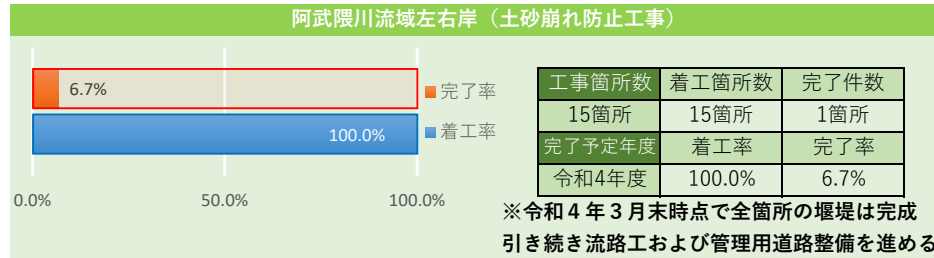 阿武隈川流域左右岸（土砂崩れ防止工事）
6.7%
完了率
100.0%
着工率
0.0% 50.0% 100.0%
工事箇所数 着工箇所数 完了件数
15箇所 15箇所 1箇所
完了予定年度 着工率 完了率
令和4年度 100.0% 6.7%
※令和４年３月末時点で全箇所の堰堤は完成
引き続き流路工および管理用道路整備を進める